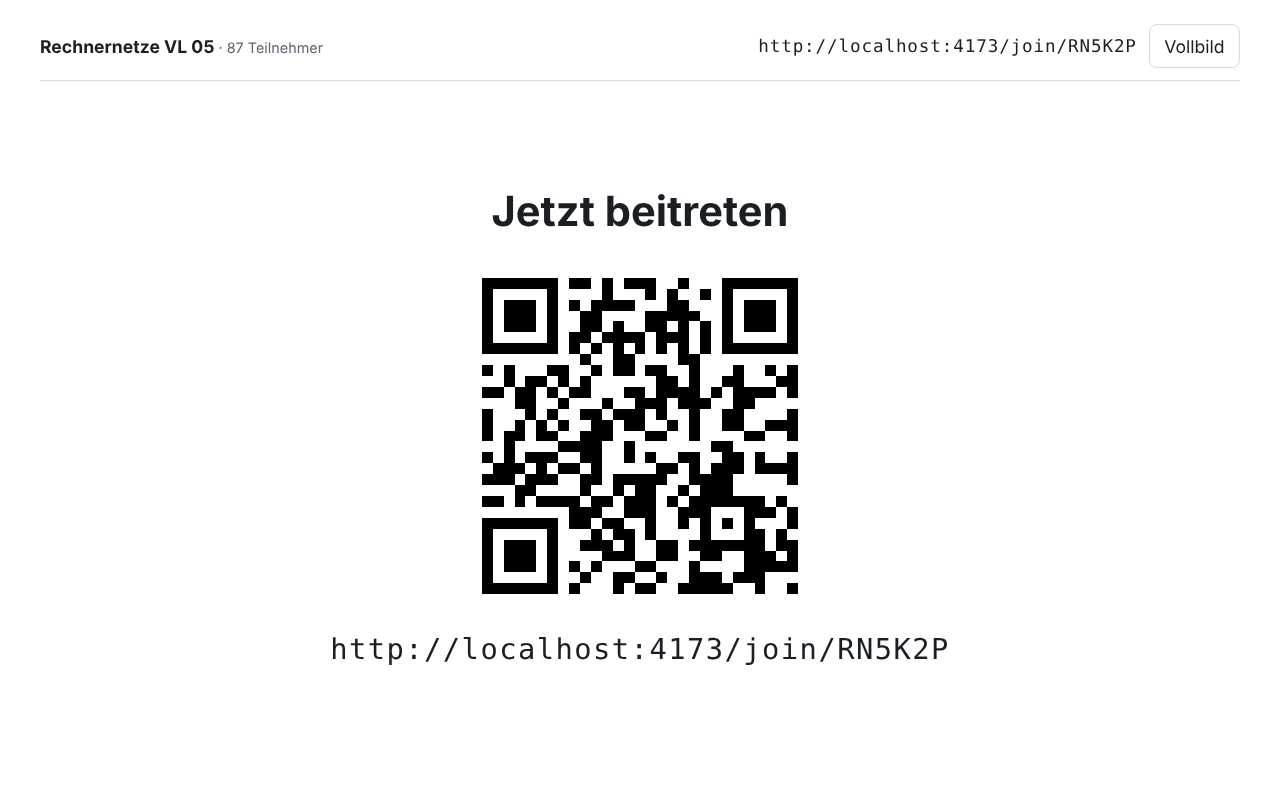 Rechnernetze VL 05 · 87 Teilnehmer
http://localhost:4173/join/RN5K2P
Vollbild
Jetzt beitreten
http://localhost:4173/join/RN5K2P